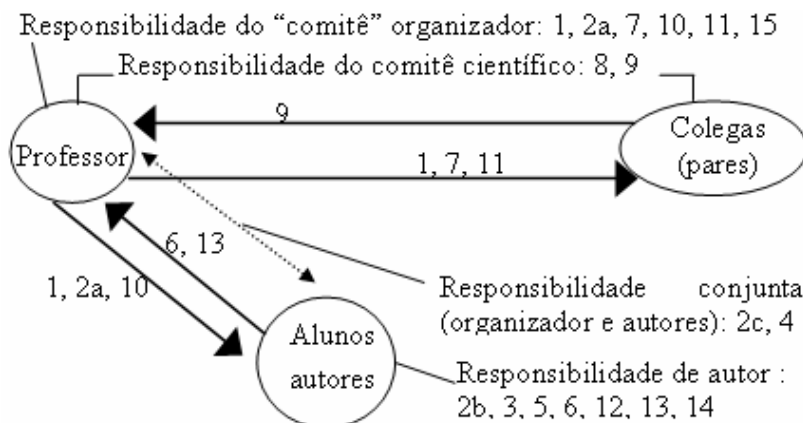 Responsibilidade do “comitê” organizador: 1, 2a, 7, 10, 11, 15
Responsibilidade do comitê científico: 8, 9
9
Professor
Colegas
(pares)
1, 7, 11
6, 13
1, 2a, 10
Responsibilidade conjunta
(organizador e autores): 2c, 4
Alunos
autores
Responsibilidade de autor :
2b, 3, 5, 6, 12, 13, 14